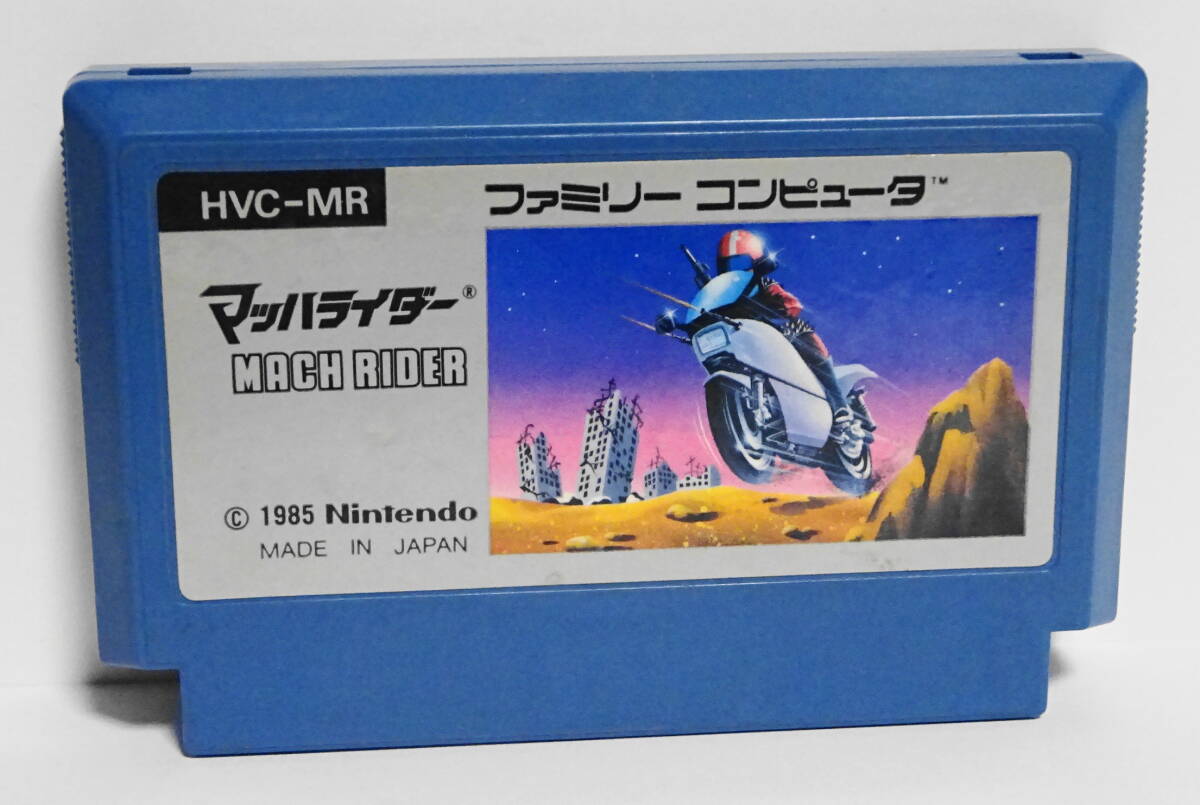 HVC-MR
ファミリー コンピュータ™
マッハライダー®
MACH RIDER
© 1985 Nintendo
MADE IN JAPAN